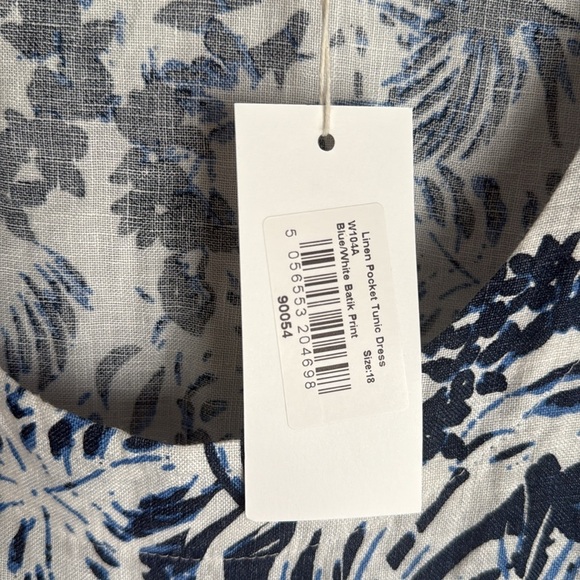 Linen Pocket Tunic Dress
W104A Size:18
Blue/White Batik Print
5 056553 204698
90054